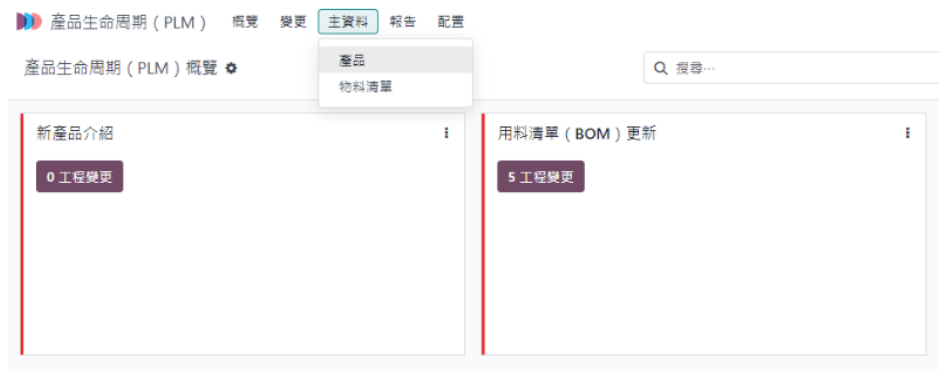 產品生命周期 ( PLM ) 概覽 變更 主資料 報告 配置
產品
物料清單
產品生命周期 ( PLM ) 概覽
搜尋…
新產品介紹
0 工程變更
用料清單 ( BOM ) 更新
5 工程變更